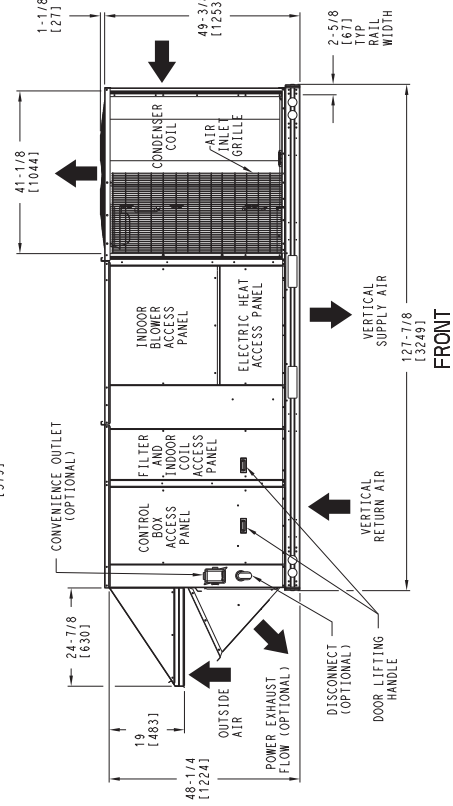 41-1/8
[1044]
1-1/8
[27]
CONVENIENCE OUTLET
(OPTIONAL)
24-7/8
[630]
19
[483]
48-1/4
[1224]
CONTROL
BOX
ACCESS
PANEL
FILTER
AND
INDOOR
COIL
ACCESS
PANEL
INDOOR
BLOWER
ACCESS
PANEL
ELECTRIC HEAT
ACCESS PANEL
CONDENSER
COIL
AIR
INLET
GRILLE
49-3/4
[1253]
OUTSIDE
AIR
POWER EXHAUST
FLOW (OPTIONAL)
DISCONNECT
(OPTIONAL)
DOOR LIFTING
HANDLE
VERTICAL
RETURN AIR
VERTICAL
SUPPLY AIR
2-5/8
[67]
TYP
RAIL
WIDTH
127-7/8
[3249]
FRONT